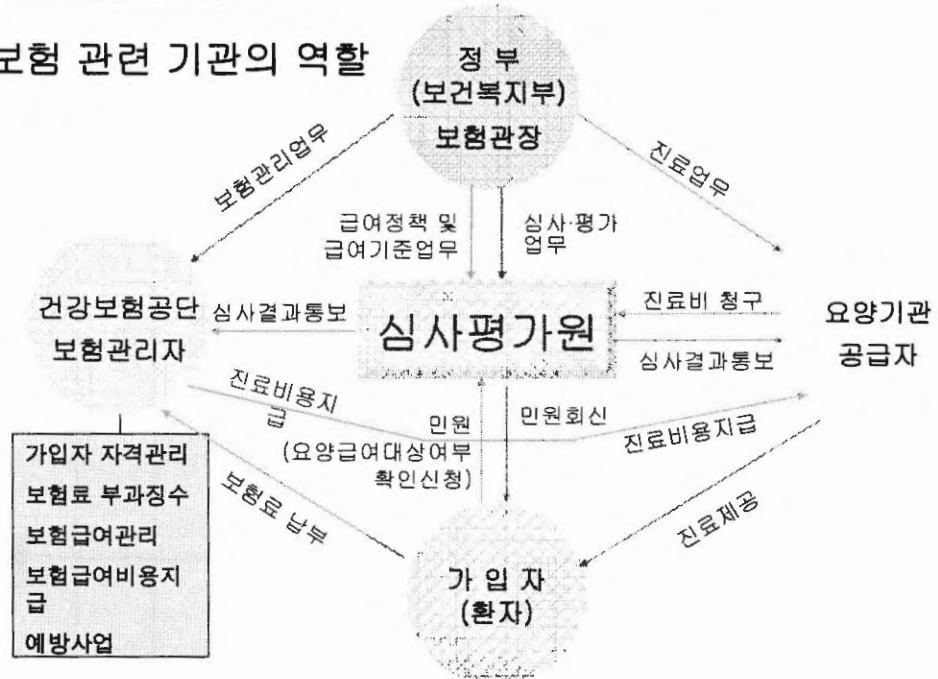 보험 관련 기관의 역할
정 부
(보건복지부)
보험관장
보험관리업무
진료업무
급여정책 및
급여기준업무
심사·평가
업무
건강보험공단
보험관리자
심사결과통보
심사평가원
진료비 청구
심사결과통보
요양기관
공급자
진료비용지
급
민원
(요양급여대상여부
확인신청)
민원회신
진료비용지급
가입자 자격관리
보험료 부과징수
보험급여관리
보험급여비용지
급
예방사업
보험료 납부
진료제공
가 입 자
(환자)